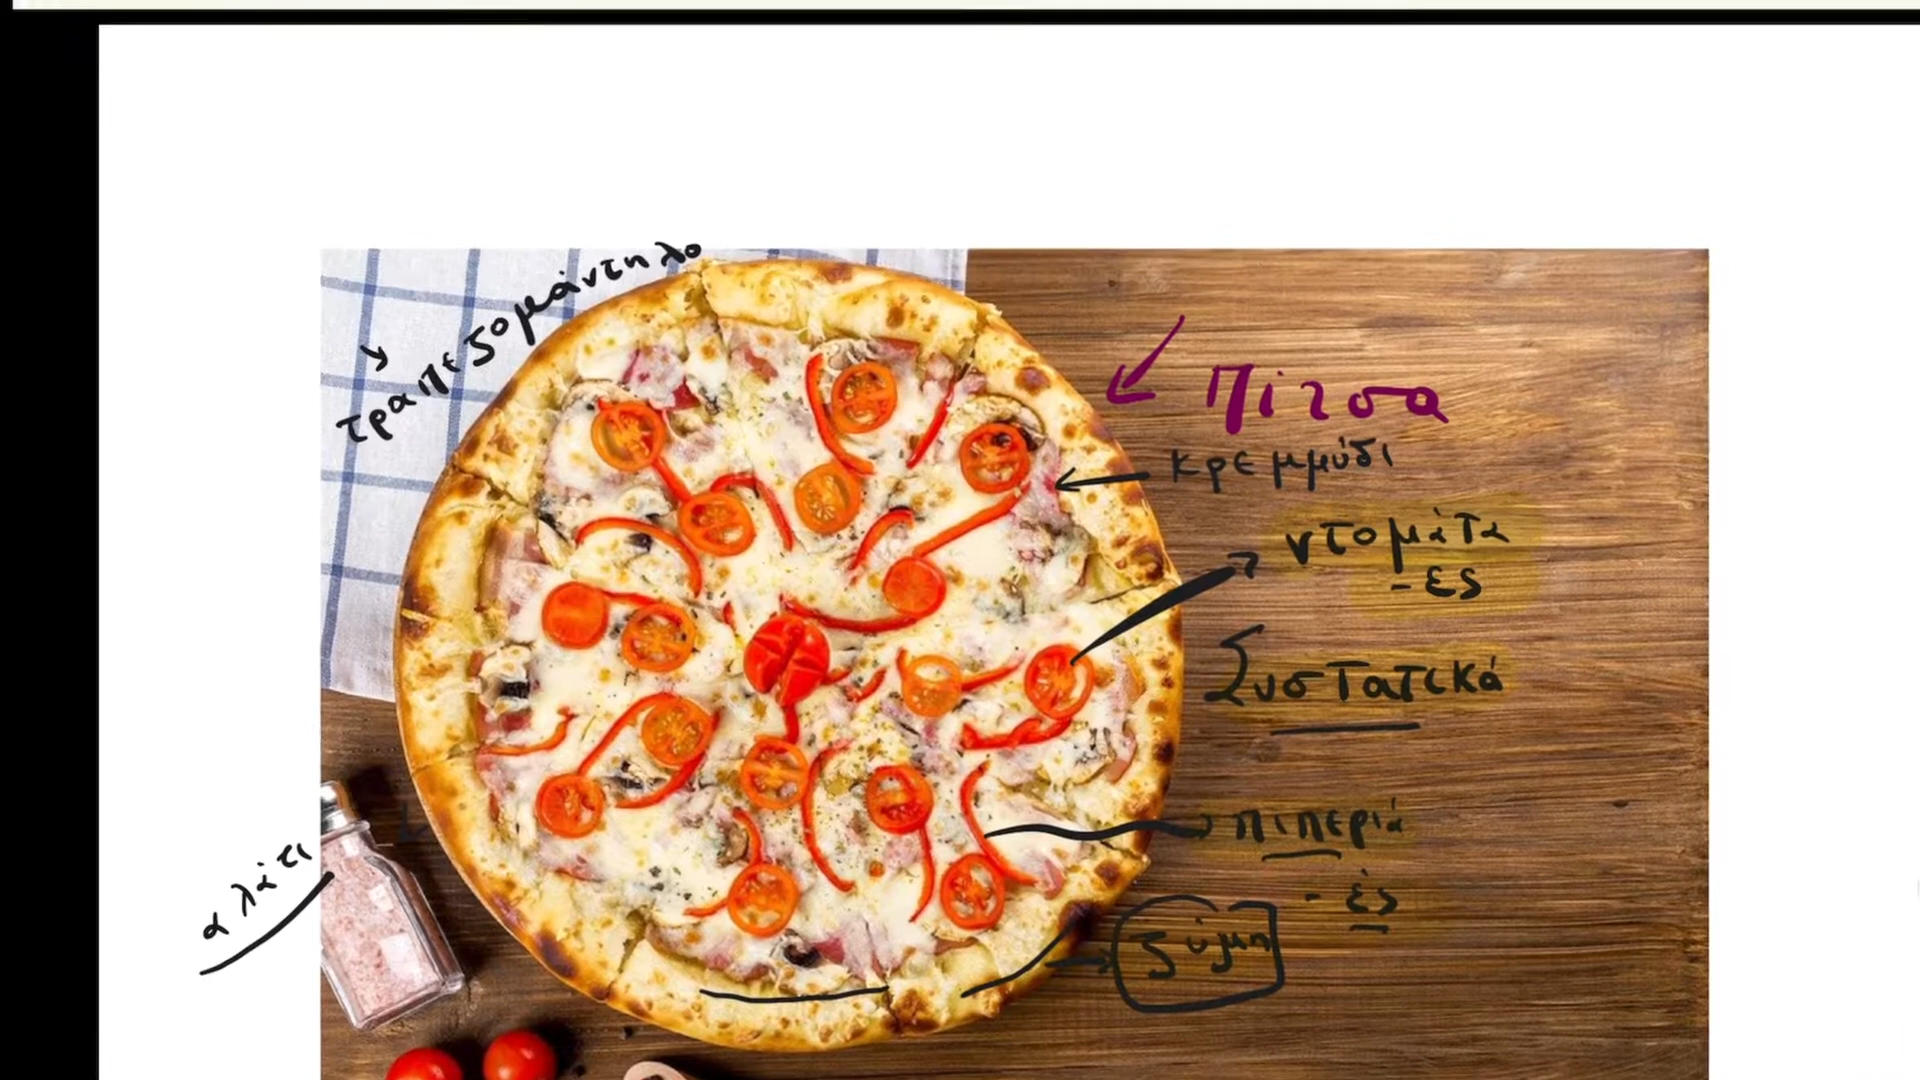 τραπεζομάντηλο
Πίτσα
κρεμμύδι
ντομάτα
-ες
Συστατικά
πιπεριά
-ές
αλάτι
ζύμη